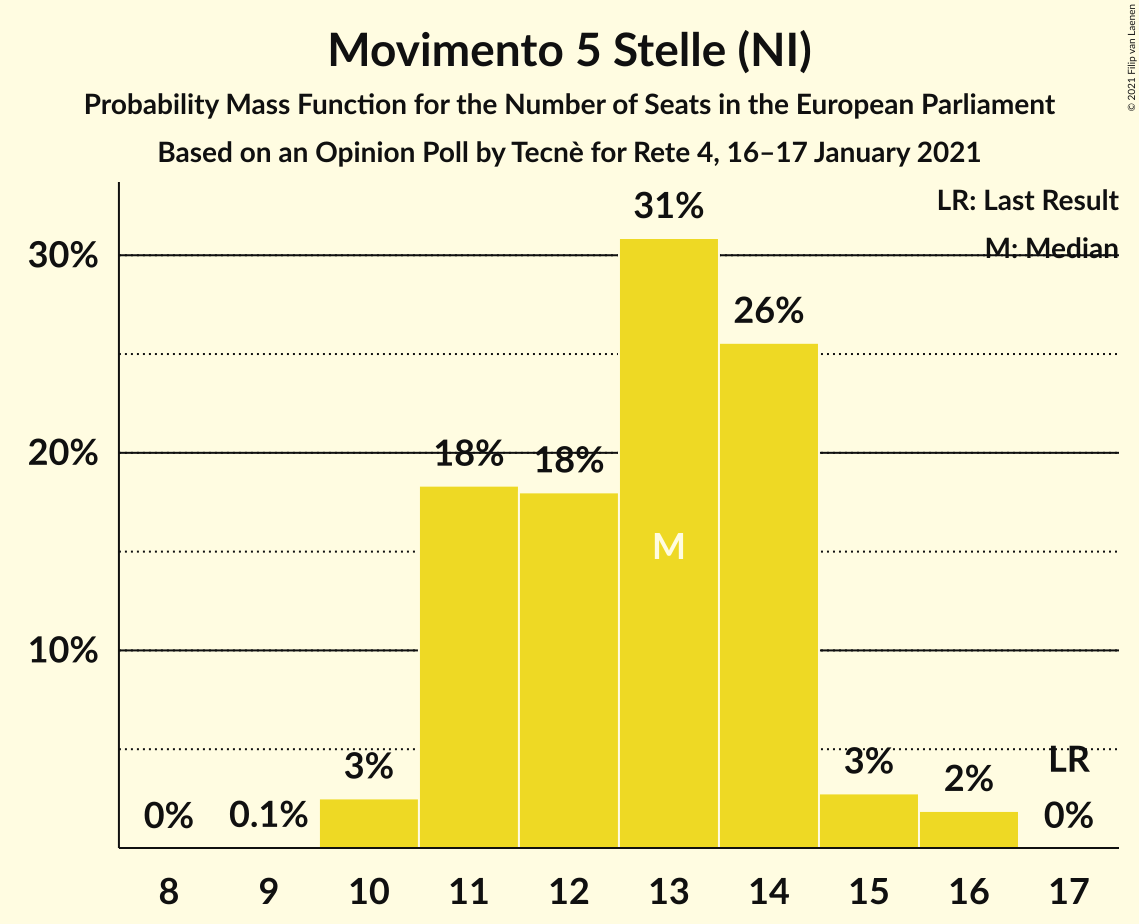 Movimento 5 Stelle (NI)
Probability Mass Function for the Number of Seats in the European Parliament
Based on an Opinion Poll by Tecnè for Rete 4, 16–17 January 2021
© 2021 Filip van Laenen
LR: Last Result
M: Median
30%
20%
10%
0%
0.1%
3%
18%
18%
31%
26%
3%
2%
0%
M
LR
8 9 10 11 12 13 14 15 16 17